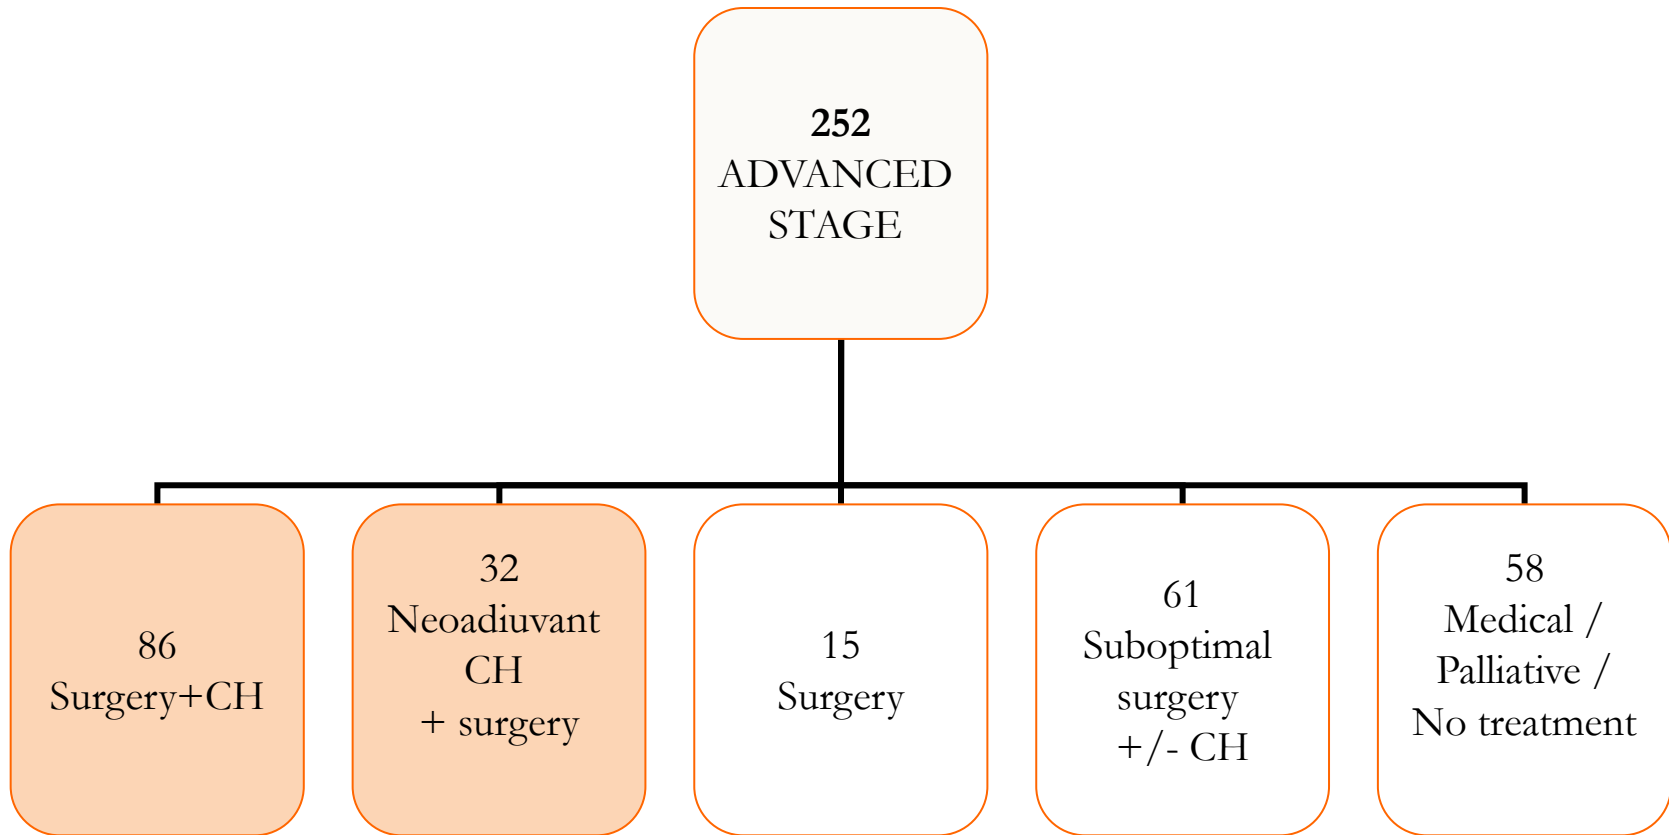 252
ADVANCED
STAGE
86
Surgery+CH
32
Neoadiuvant
CH
+ surgery
15
Surgery
61
Suboptimal
surgery
+/- CH
58
Medical /
Palliative /
No treatment